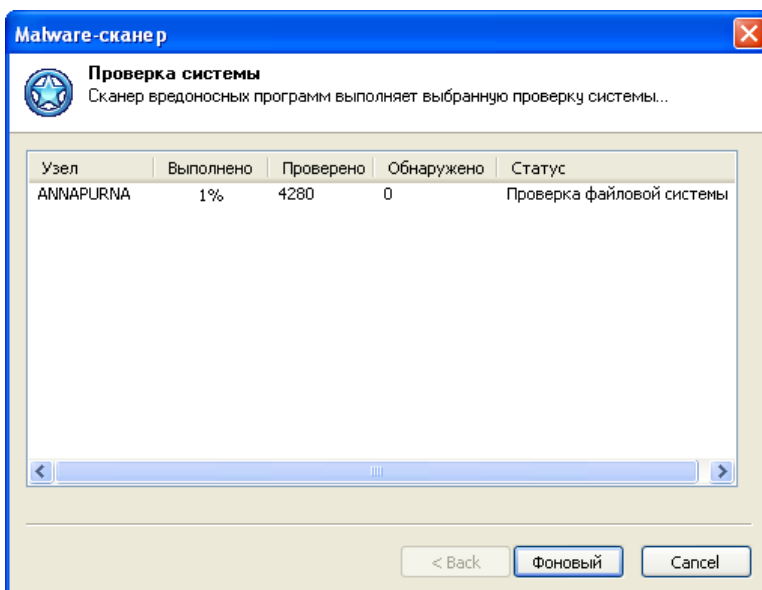 Malware-сканер
Проверка системы
Сканер вредоносных программ выполняет выбранную проверку системы...
Узел Выполнено Проверено Обнаружено Статус
ANNAPURNA 1% 4280 0 Проверка файловой системы
< Back Фоновый Cancel